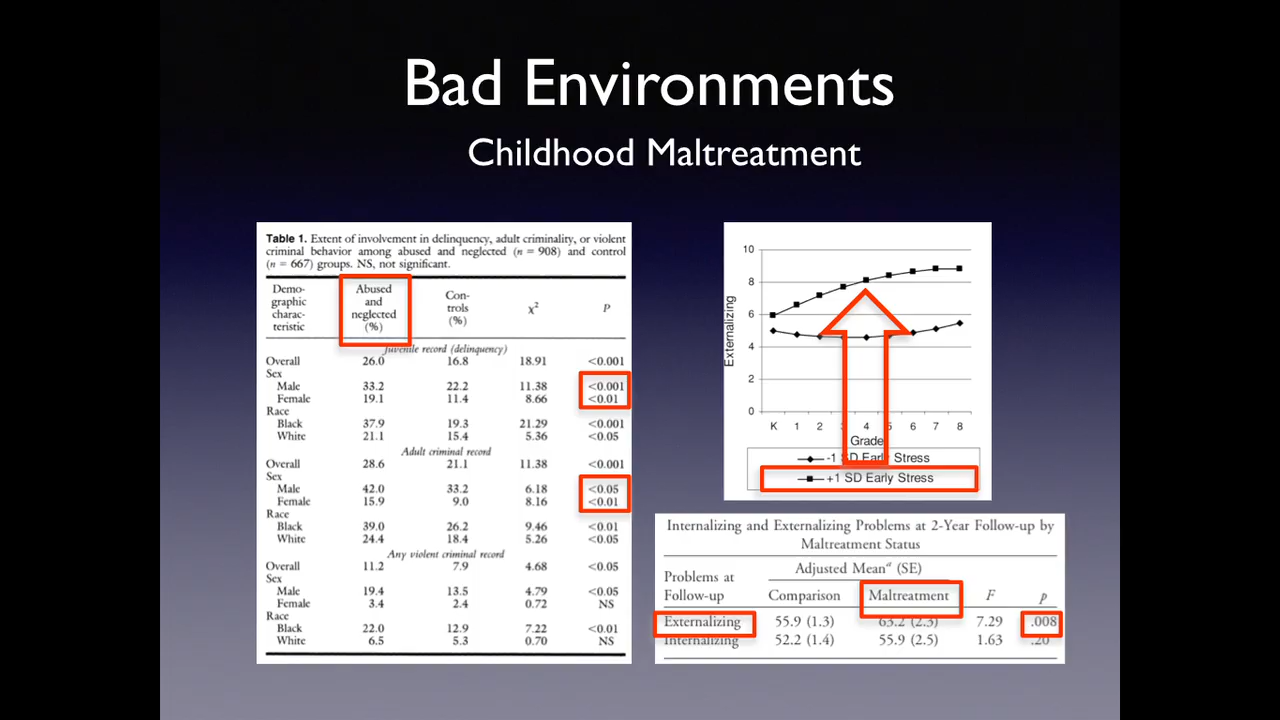 Bad Environments
Childhood Maltreatment
Table 1. Extent of involvement in delinquency, adult criminality, or violent
criminal behavior among abused and neglected (n = 908) and control
(n = 667) groups. NS, not significant.
Demo-
graphic
charac-
teristic
Abused
and
neglected
(%)
Con-
trols
(%)
χ²
P
Juvenile record (delinquency)
Overall 26.0 16.8 18.91 <0.001
Sex
Male 33.2 22.2 11.38 <0.001
Female 19.1 11.4 8.66 <0.01
Race
Black 37.9 19.3 21.29 <0.001
White 21.1 15.4 5.36 <0.05
Adult criminal record
Overall 28.6 21.1 11.38 <0.001
Sex
Male 42.0 33.2 6.18 <0.05
Female 15.9 9.0 8.16 <0.01
Race
Black 39.0 26.2 9.46 <0.01
White 24.4 18.4 5.26 <0.05
Any violent criminal record
Overall 11.2 7.9 4.68 <0.05
Sex
Male 19.4 13.5 4.79 <0.05
Female 3.4 2.4 0.72 NS
Race
Black 22.0 12.9 7.22 <0.01
White 6.5 5.3 0.70 NS
Externalizing
10
8
6
4
2
0
K 1 2 3 4 5 6 7 8
Grade
-1 SD Early Stress
+1 SD Early Stress
Internalizing and Externalizing Problems at 2-Year Follow-up by
Maltreatment Status
Adjusted Meanᵃ (SE)
Problems at
Follow-up Comparison Maltreatment F p
Externalizing 55.9 (1.3) 63.2 (2.3) 7.29 .008
Internalizing 52.2 (1.4) 55.9 (2.5) 1.63 .20